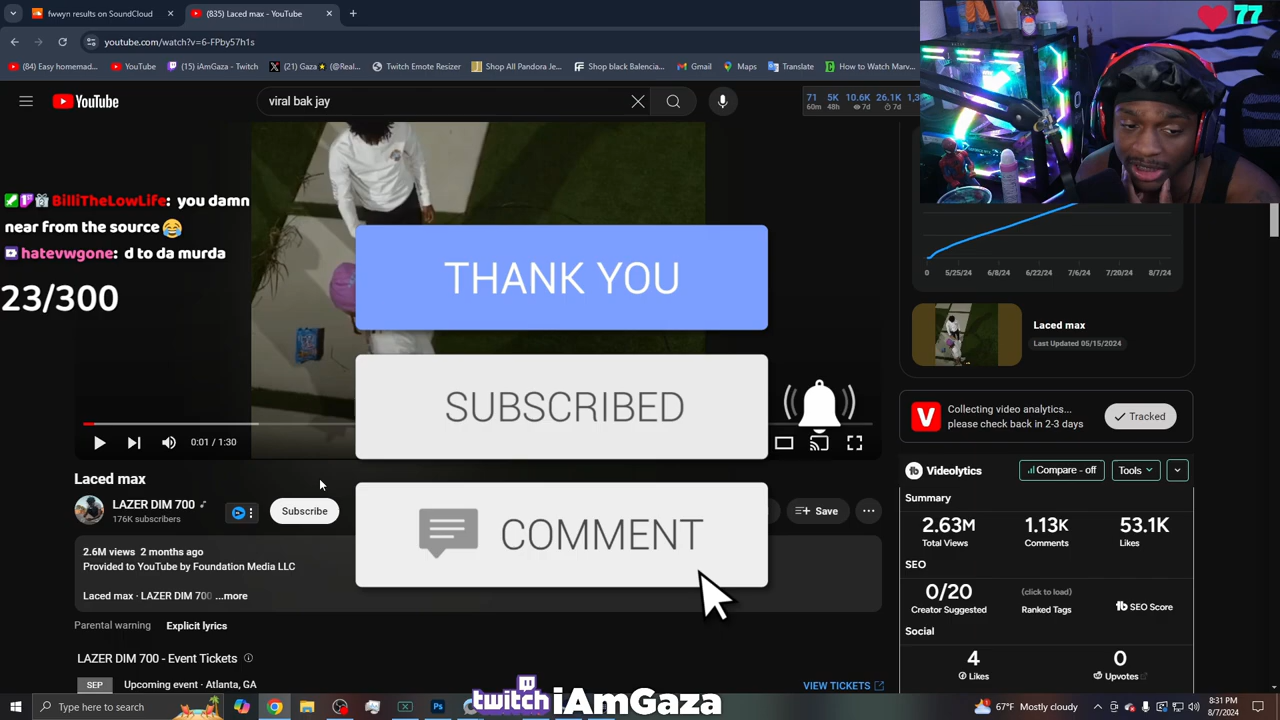 fwwyn results on SoundCloud
(835) Laced max - YouTube
youtube.com/watch?v=6-FPby57h1s
(84) Easy homemad...
YouTube
(15) iAmGaza - Twitch
(21) Gaza ★ (@Real...
Twitch Emote Resizer
Shop All Pandora Je...
Shop black Balencia...
Gmail
Maps
Translate
How to Watch Marv...
77
YouTube
viral bak jay
71 5K 10.6K 26.1K
60m 48h 7d 7d
BilliTheLowLife: you damn
near from the source 😂
hatevwgone: d to da murda
23/300
THANK YOU
SUBSCRIBED
COMMENT
0 5/25/24 6/8/24 6/22/24 7/6/24 7/20/24 8/7/24
Laced max
Last Updated 05/15/2024
Collecting video analytics...
please check back in 2-3 days
Tracked
0:01 / 1:30
Laced max
LAZER DIM 700
176K subscribers
Subscribe
Save
2.6M views 2 months ago
Provided to YouTube by Foundation Media LLC
Laced max · LAZER DIM 700 ...more
Parental warning Explicit lyrics
LAZER DIM 700 - Event Tickets
SEP
Upcoming event · Atlanta, GA
VIEW TICKETS
Videolytics
Compare - off
Tools
Summary
2.63M 1.13K 53.1K
Total Views Comments Likes
SEO
0/20 (click to load)
Creator Suggested Ranked Tags SEO Score
Social
4 0
Likes Upvotes
twitch iAmGaza
Type here to search
67°F Mostly cloudy
8:31 PM
8/7/2024